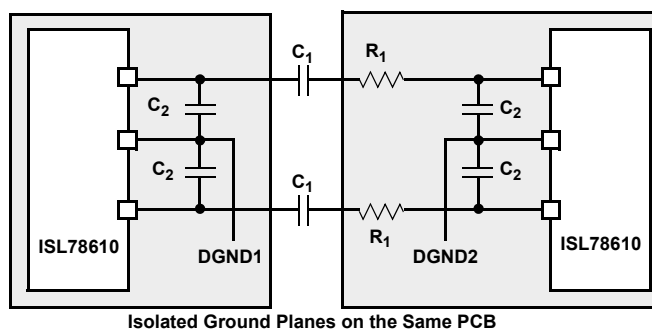 C1
R1
C2
C2
C2
C2
C1
R1
ISL78610
DGND1
DGND2
ISL78610
Isolated Ground Planes on the Same PCB